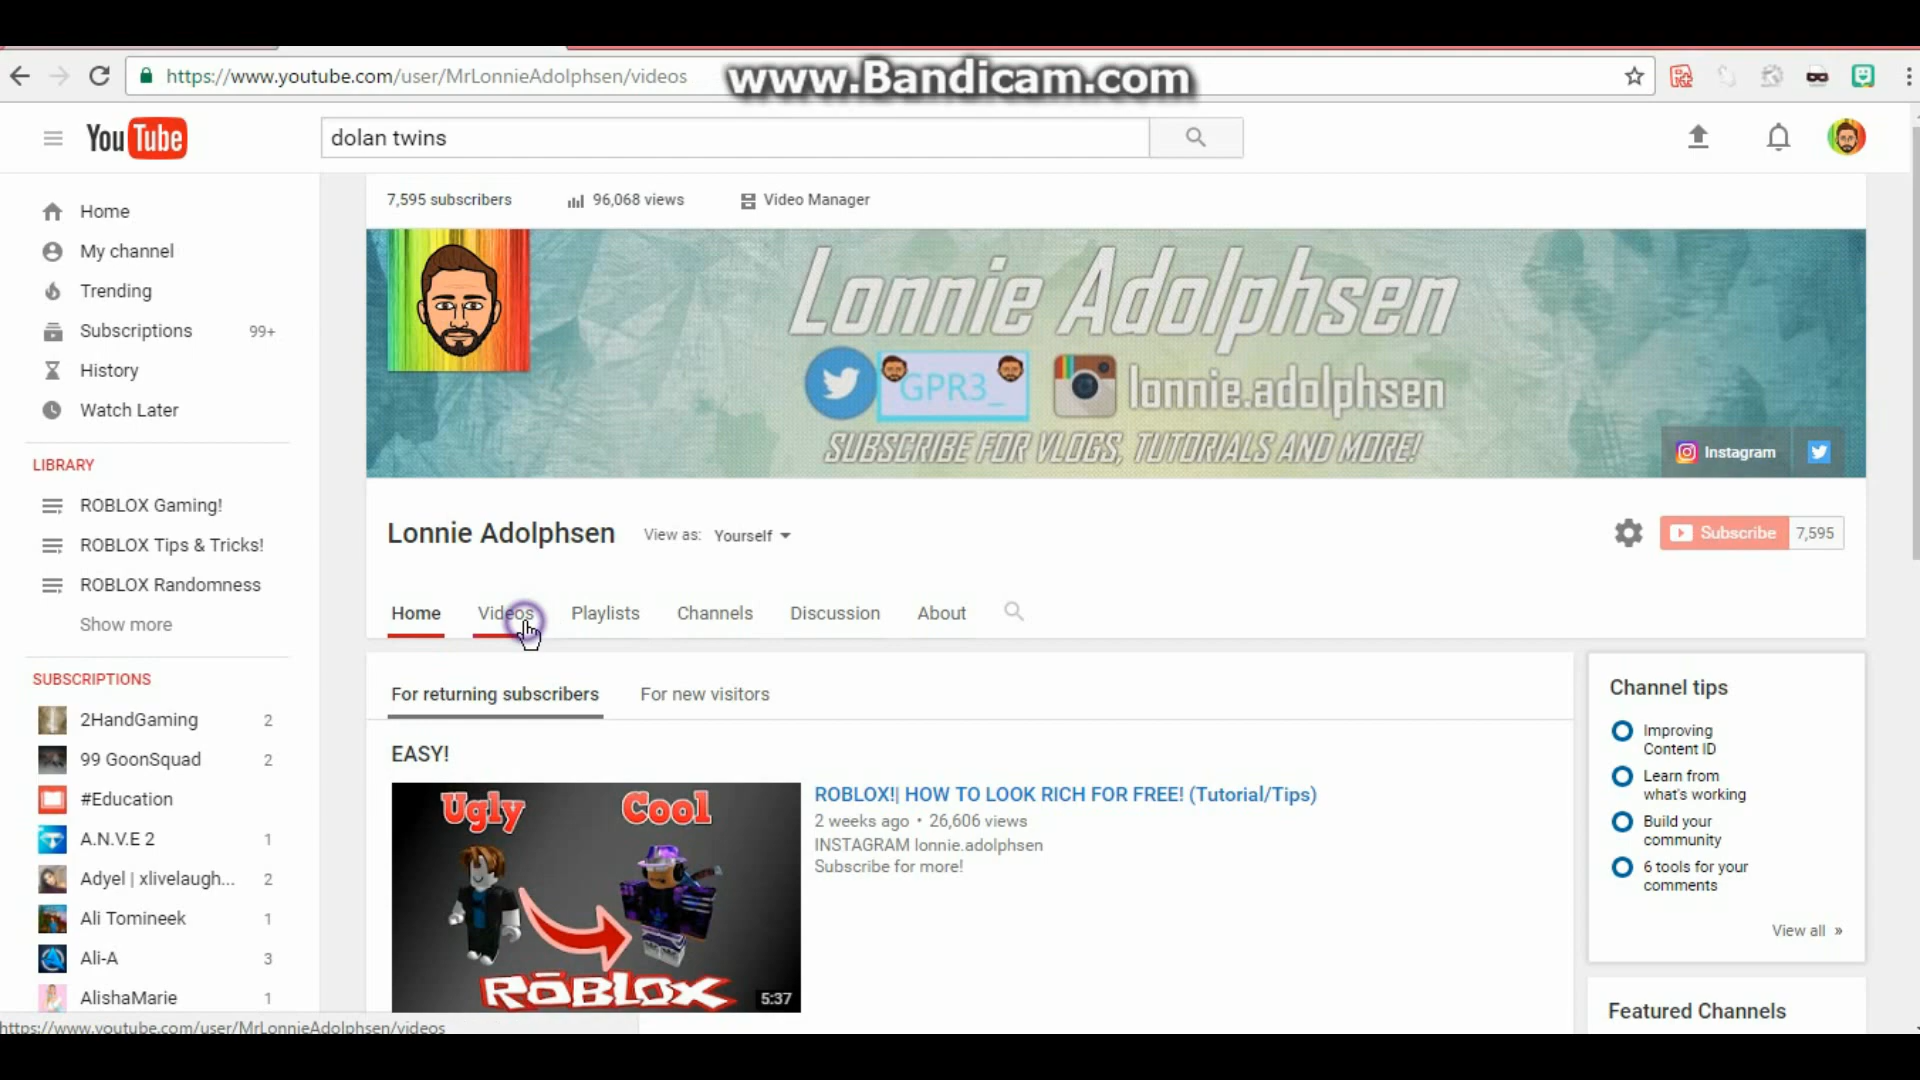 https://www.youtube.com/user/MrLonnieAdolphsen/videos
www.Bandicam.com
YouTube
dolan twins
Home
My channel
Trending
Subscriptions 99+
History
Watch Later
LIBRARY
ROBLOX Gaming!
ROBLOX Tips & Tricks!
ROBLOX Randomness
Show more
SUBSCRIPTIONS
2HandGaming 2
99 GoonSquad 2
#Education
A.N.V.E 2 1
Adyel | xlivelaugh... 2
Ali Tomineek 1
Ali-A 3
AlishaMarie 1
https://www.youtube.com/user/MrLonnieAdolphsen/videos
7,595 subscribers 96,068 views Video Manager
Lonnie Adolphsen
GPR3_ lonnie.adolphsen
SUBSCRIBE FOR VLOGS, TUTORIALS AND MORE!
Instagram
Lonnie Adolphsen View as: Yourself
Subscribe 7,595
Home Videos Playlists Channels Discussion About
For returning subscribers For new visitors
EASY!
Ugly Cool
ROBLOX
5:37
ROBLOX!| HOW TO LOOK RICH FOR FREE! (Tutorial/Tips)
2 weeks ago • 26,606 views
INSTAGRAM lonnie.adolphsen
Subscribe for more!
Channel tips
Improving
Content ID
Learn from
what's working
Build your
community
6 tools for your
comments
View all »
Featured Channels